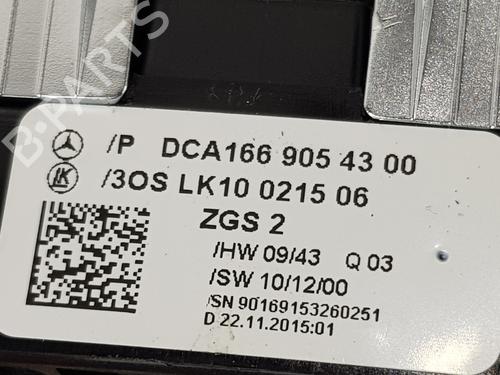 B-PARTS
/P DCA166 905 43 00
LK /3OS LK10 0215 06
ZGS 2
/HW 09/43 Q 03
/SW 10/12/00
/SN 90169153260251
D 22.11.2015:01